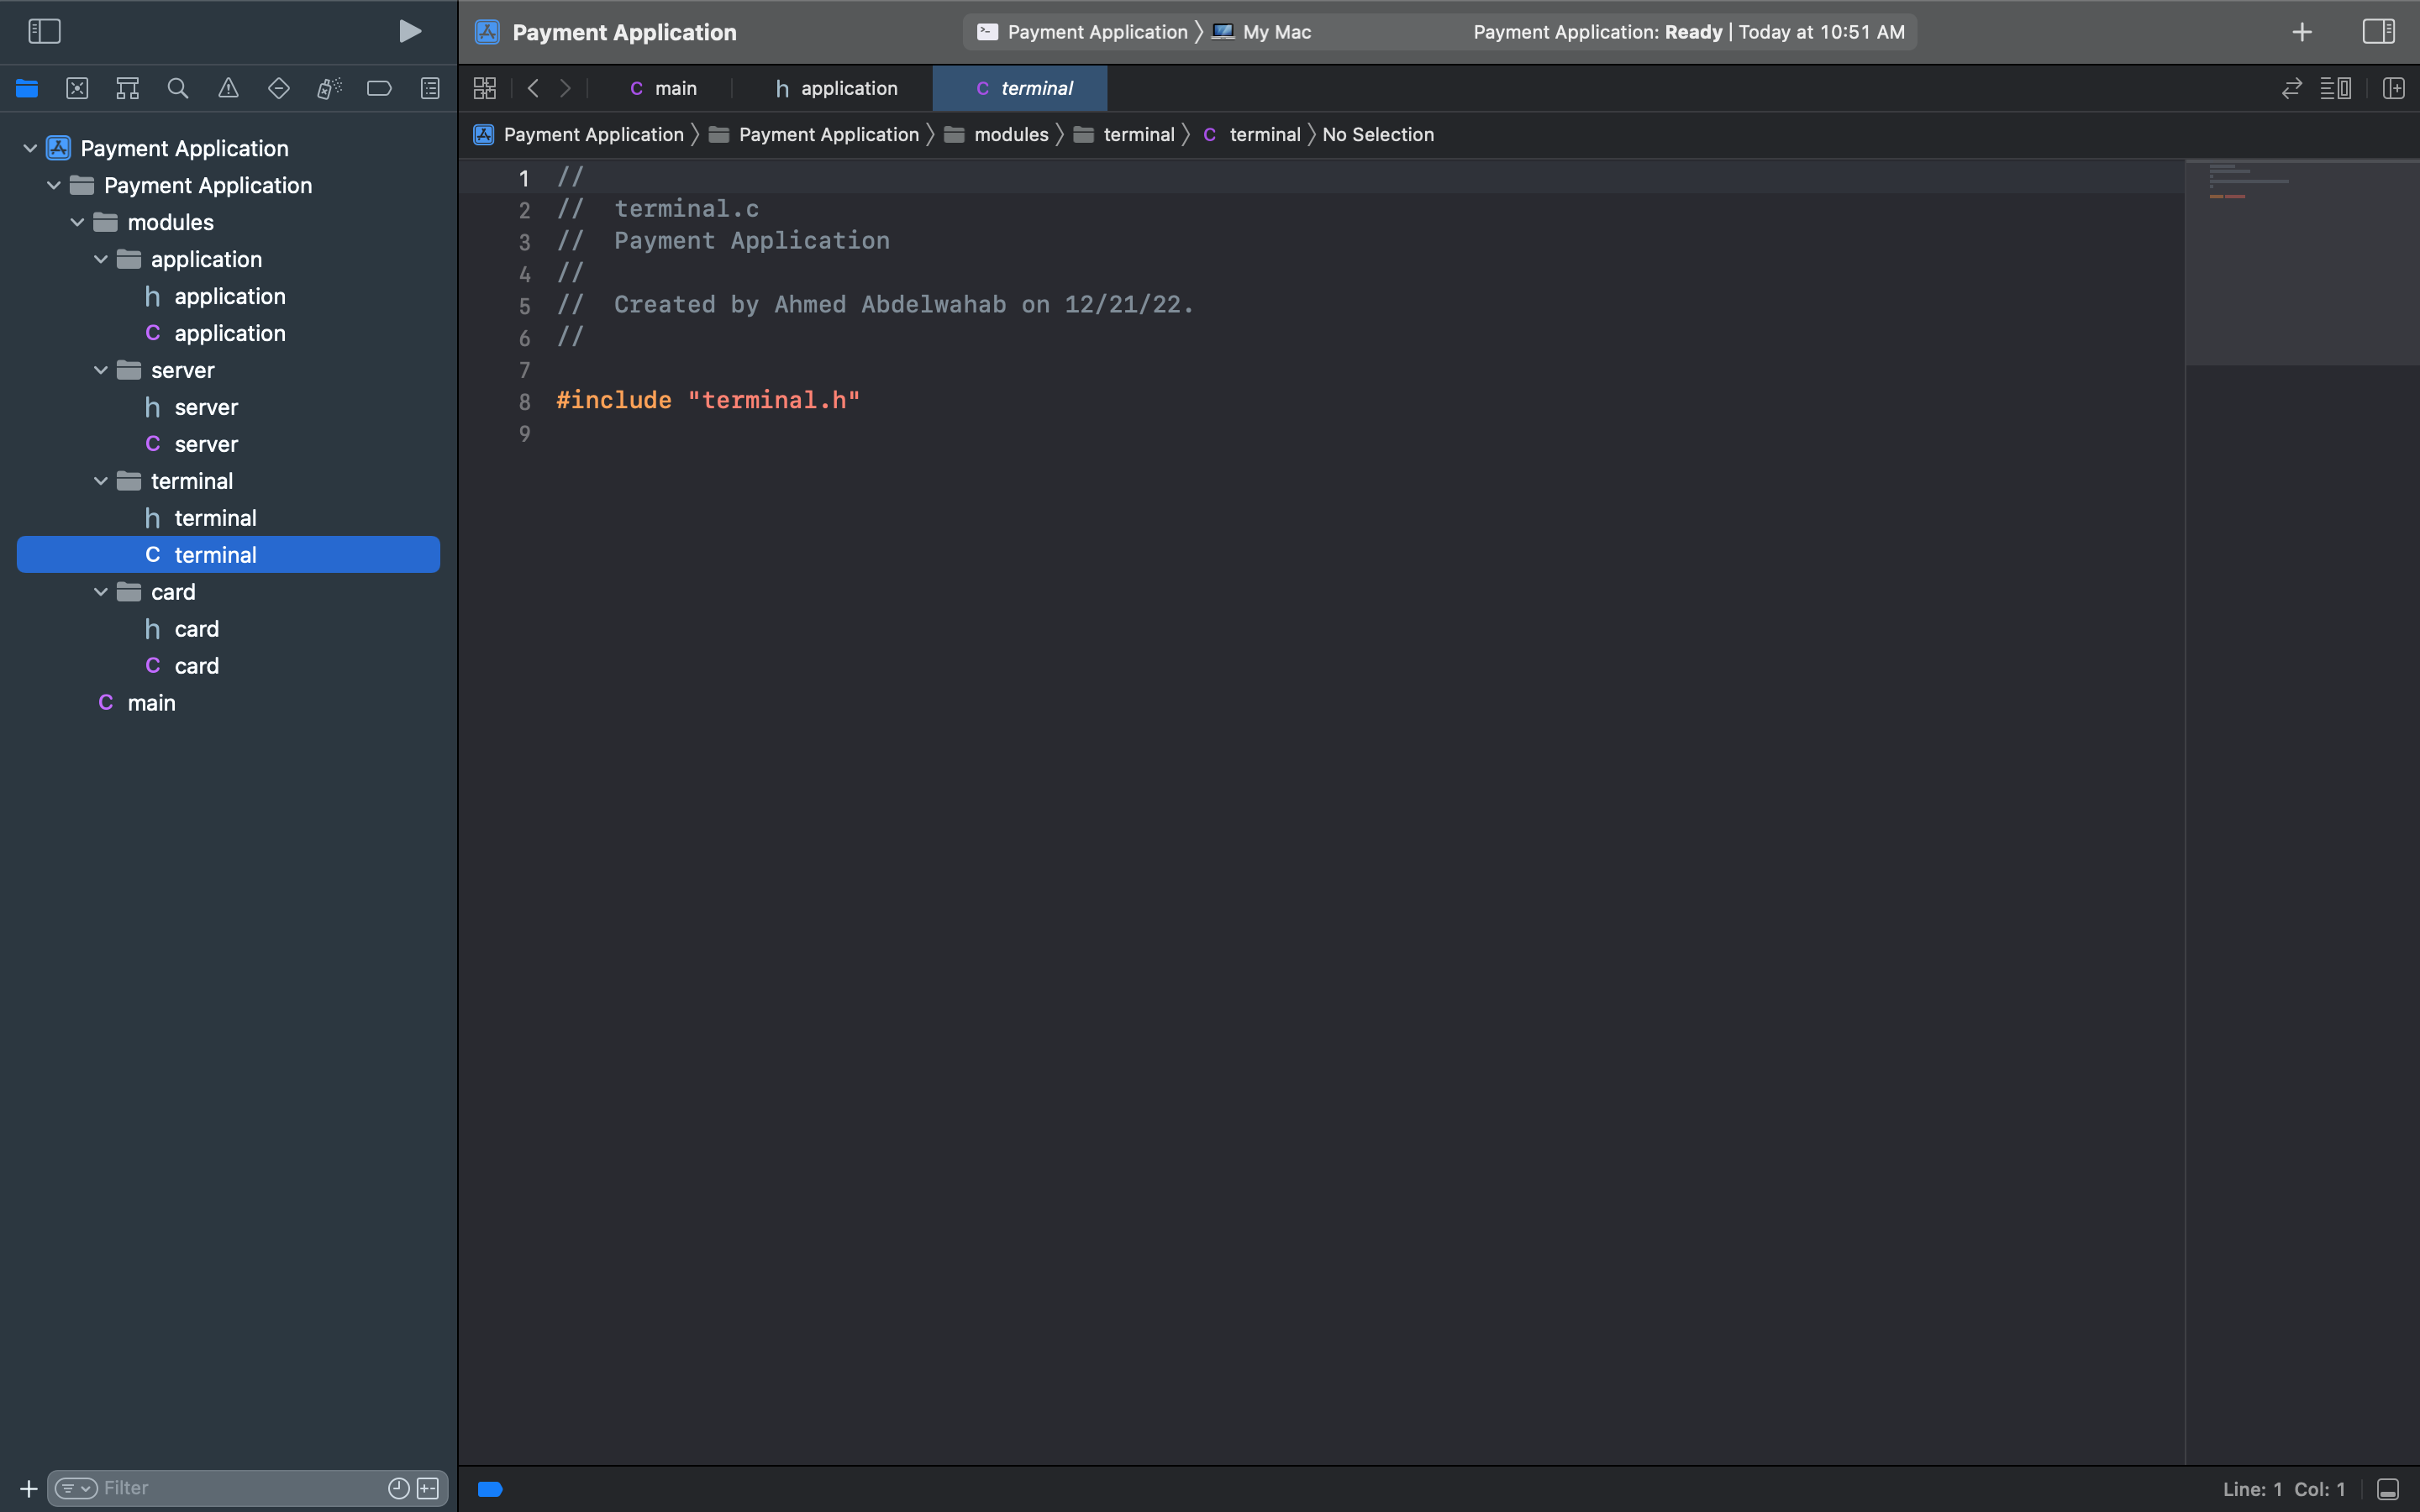 Payment Application
Payment Application 〉 My Mac
Payment Application: Ready | Today at 10:51 AM
C main
h application
C terminal
Payment Application 〉 Payment Application 〉 modules 〉 terminal 〉 C terminal 〉 No Selection
Payment Application
Payment Application
modules
application
h application
C application
server
h server
C server
terminal
h terminal
C terminal
card
h card
C card
C main
Filter
1 //
2 //  terminal.c
3 //  Payment Application
4 //
5 //  Created by Ahmed Abdelwahab on 12/21/22.
6 //
7
8 #include "terminal.h"
9
Line: 1 Col: 1